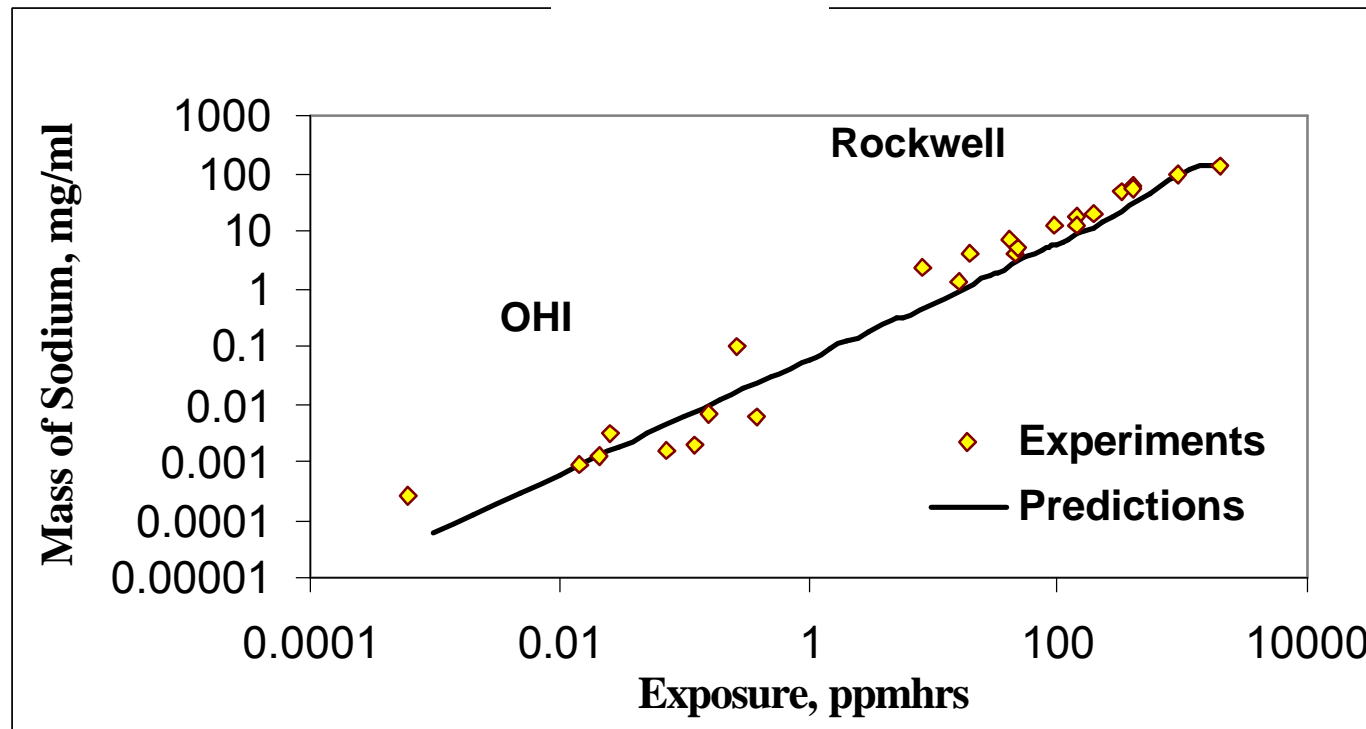 Mass of Sodium, mg/ml
1000
100
10
1
0.1
0.01
0.001
0.0001
0.00001
Rockwell
OHI
Experiments
Predictions
0.0001
0.01
1
100
10000
Exposure, ppmhrs